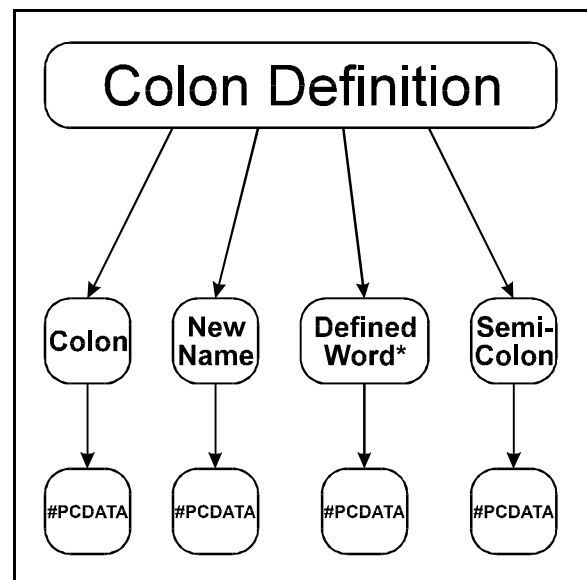 Colon Definition
Colon
New
Name
Defined
Word*
Semi-
Colon
#PCDATA
#PCDATA
#PCDATA
#PCDATA